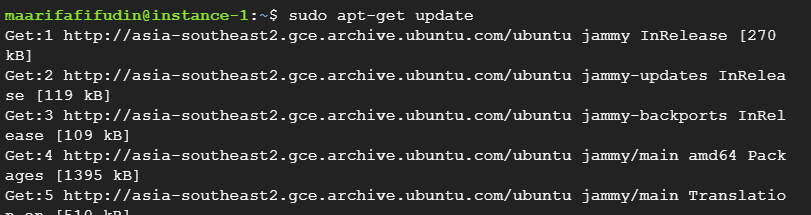 maarifafifudin@instance-1:~$ sudo apt-get update
Get:1 http://asia-southeast2.gce.archive.ubuntu.com/ubuntu jammy InRelease [270
kB]
Get:2 http://asia-southeast2.gce.archive.ubuntu.com/ubuntu jammy-updates InRelea
se [119 kB]
Get:3 http://asia-southeast2.gce.archive.ubuntu.com/ubuntu jammy-backports InRel
ease [109 kB]
Get:4 http://asia-southeast2.gce.archive.ubuntu.com/ubuntu jammy/main amd64 Pack
ages [1395 kB]
Get:5 http://asia-southeast2.gce.archive.ubuntu.com/ubuntu jammy/main Translatio
n-en [510 kB]